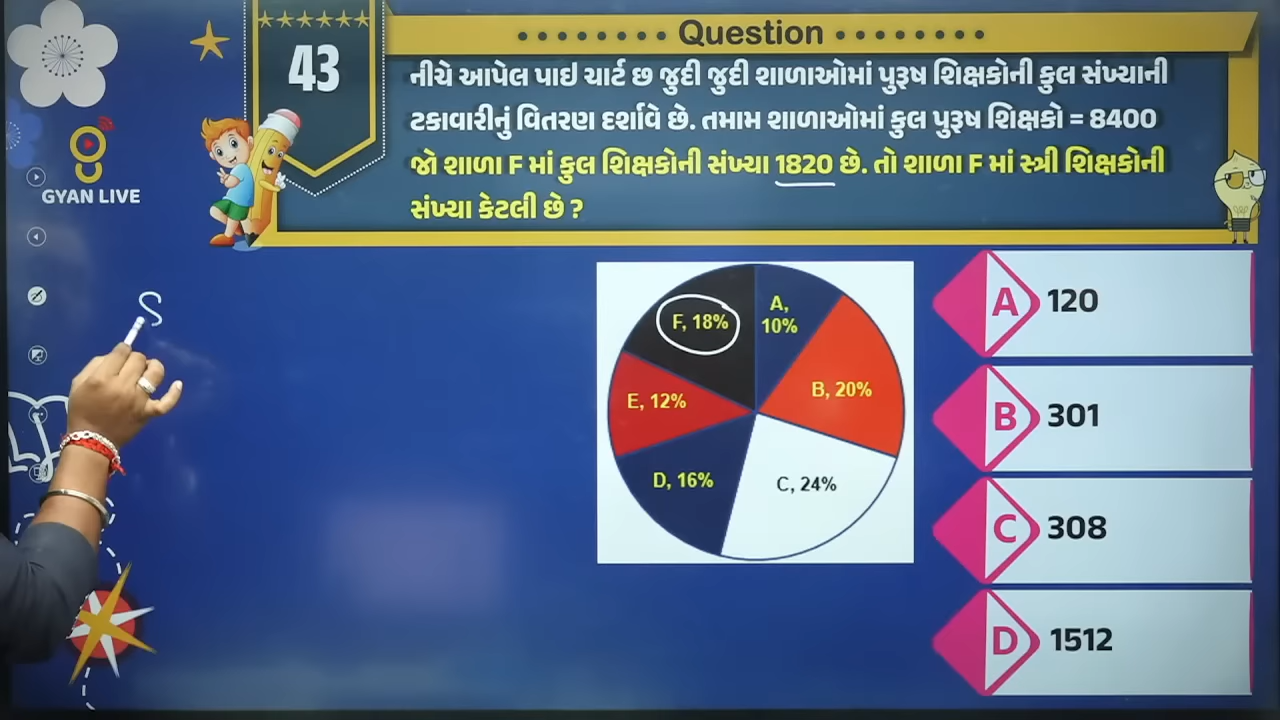 Question
43
નીચે આપેલ પાઇ ચાર્ટ છ જુદી જુદી શાળાઓમાં પુરૂષ શિક્ષકોની કુલ સંખ્યાની
ટકાવારીનું વિતરણ દર્શાવે છે. તમામ શાળાઓમાં કુલ પુરૂષ શિક્ષકો = 8400
જો શાળા F માં કુલ શિક્ષકોની સંખ્યા 1820 છે. તો શાળા F માં સ્ત્રી શિક્ષકોની
સંખ્યા કેટલી છે ?
GYAN LIVE
S
F, 18%
A,
10%
B, 20%
E, 12%
D, 16%
C, 24%
A 120
B 301
C 308
D 1512